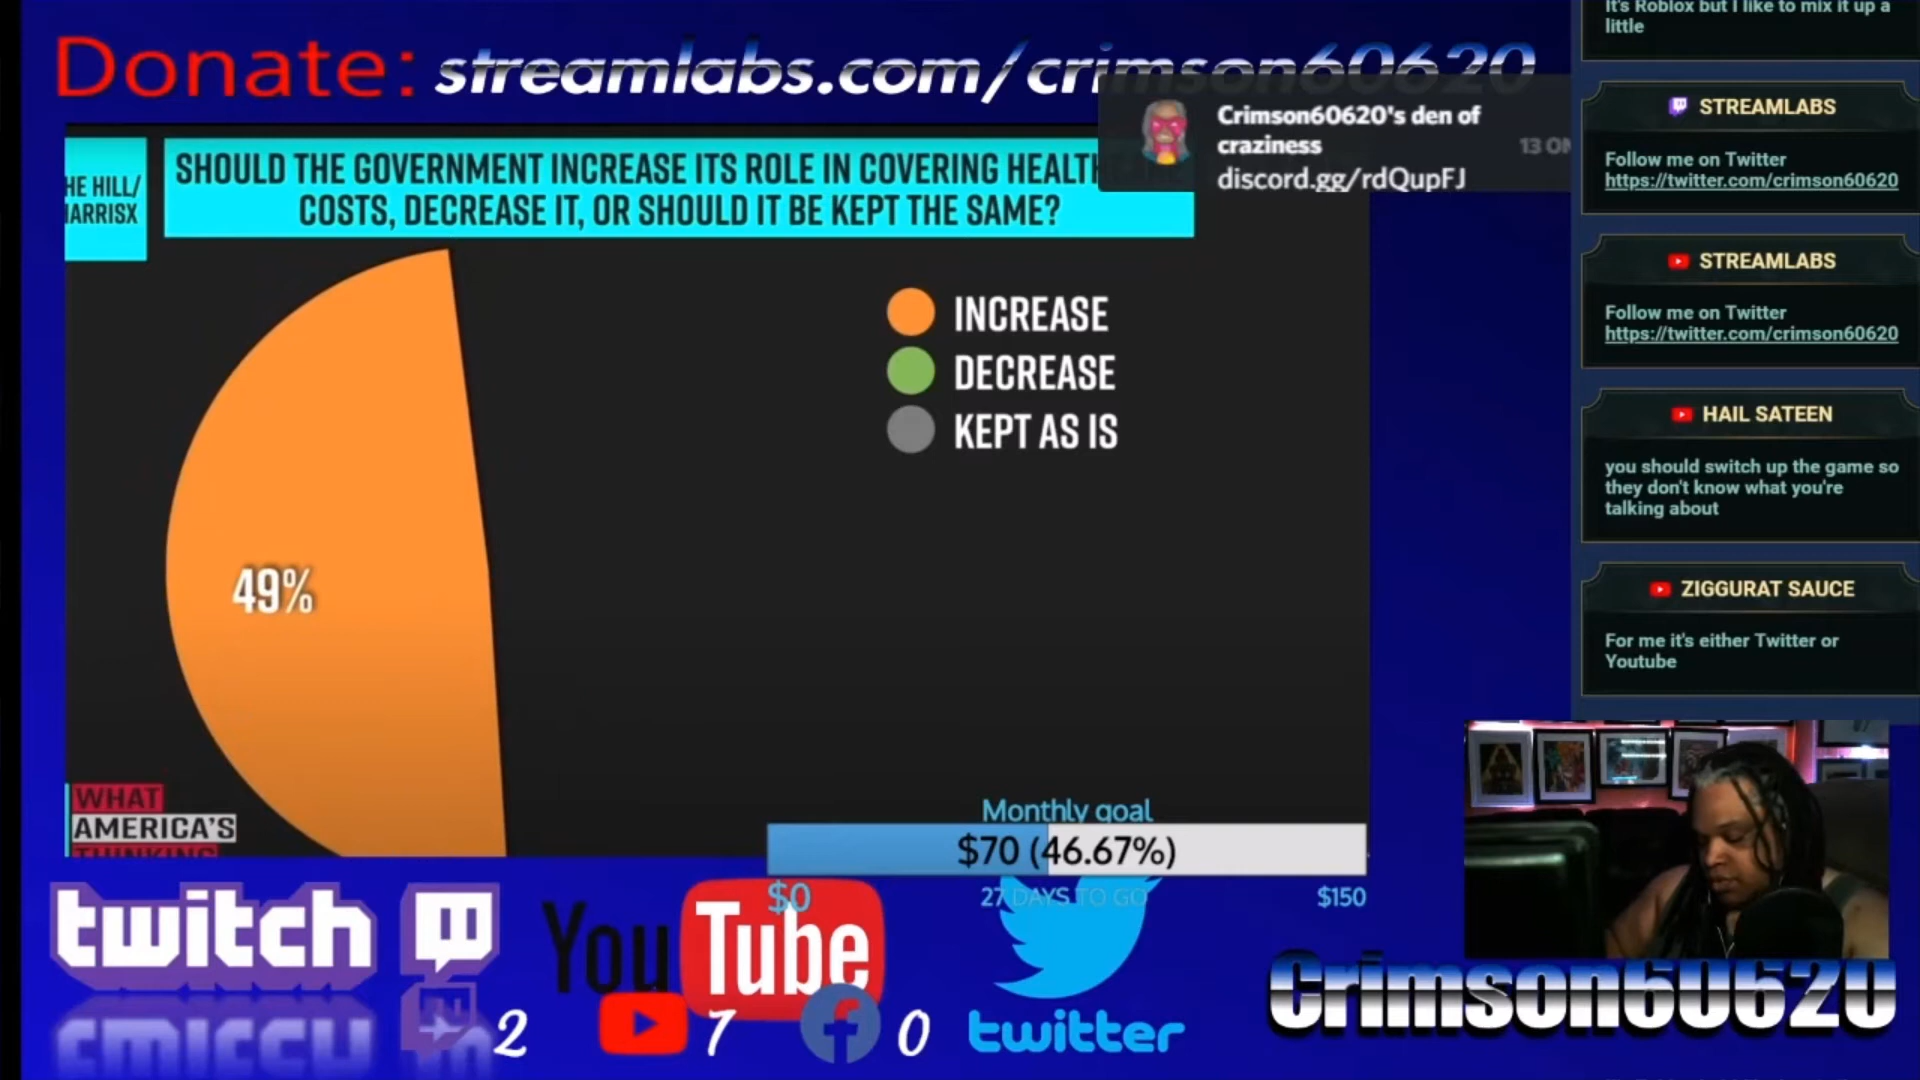 Donate: streamlabs.com/crimson60620
Crimson60620's den of
craziness
13 ON
discord.gg/rdQupFJ
HE HILL/
HARRISX
SHOULD THE GOVERNMENT INCREASE ITS ROLE IN COVERING HEALTH
COSTS, DECREASE IT, OR SHOULD IT BE KEPT THE SAME?
INCREASE
DECREASE
KEPT AS IS
49%
WHAT
AMERICA'S
THINKING
Monthly goal
$70 (46.67%)
$0
27 DAYS TO GO
$150
twitch
YouTube
twitter
2
7
0
Crimson60620
It's Roblox but I like to mix it up a
little
STREAMLABS
Follow me on Twitter
https://twitter.com/crimson60620
STREAMLABS
Follow me on Twitter
https://twitter.com/crimson60620
HAIL SATEEN
you should switch up the game so
they don't know what you're
talking about
ZIGGURAT SAUCE
For me it's either Twitter or
Youtube